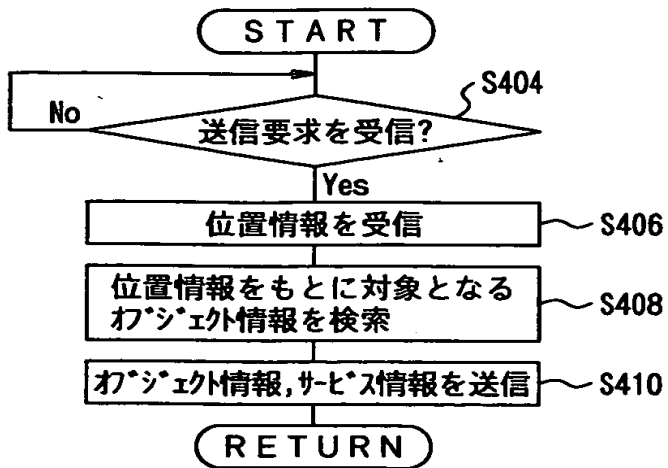 START
S404
No
送信要求を受信?
Yes
位置情報を受信
S406
位置情報をもとに対象となる
オブジェクト情報を検索
S408
オブジェクト情報,サービス情報を送信
S410
RETURN